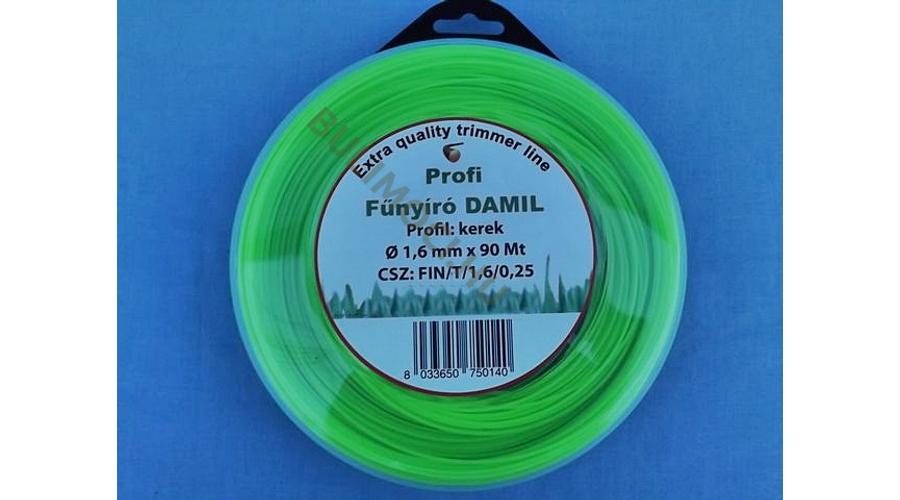 Extra quality trimmer line
Profi
Fűnyíró DAMIL
Profil: kerek
Ø 1,6 mm x 90 Mt
CSZ: FIN/T/1,6/0,25
8 033650 750140